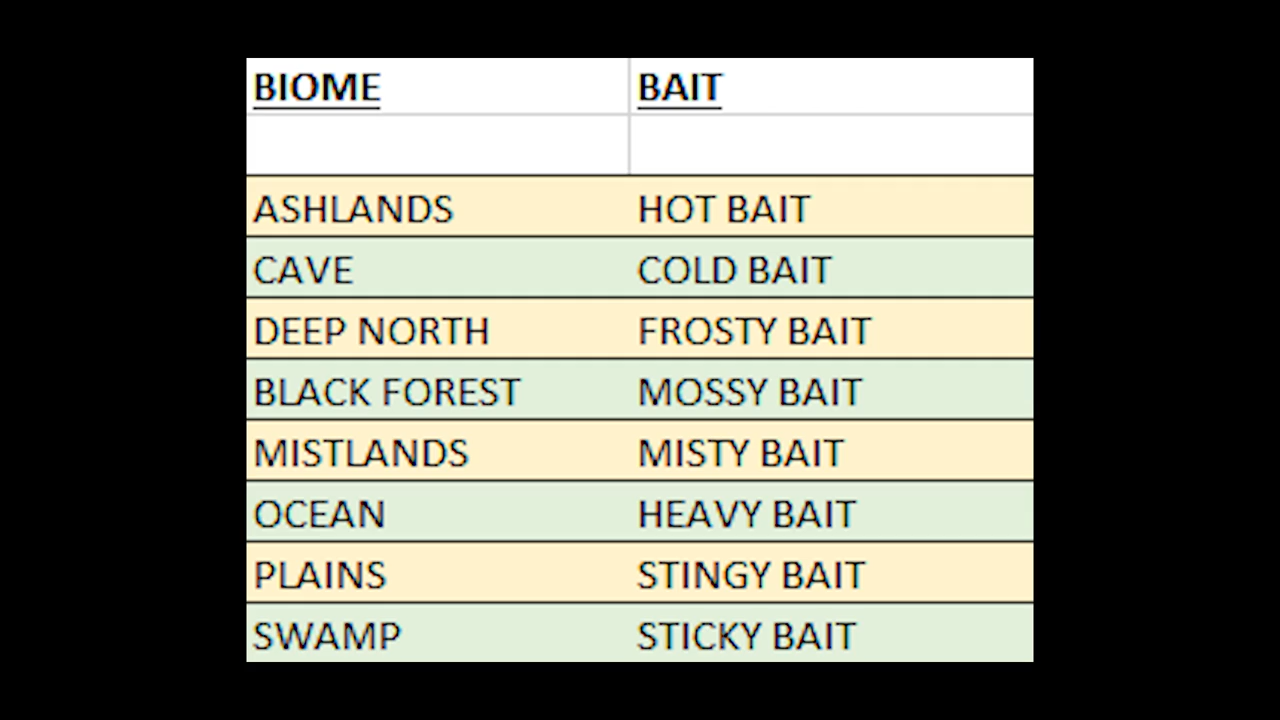 BIOME BAIT
ASHLANDS HOT BAIT
CAVE COLD BAIT
DEEP NORTH FROSTY BAIT
BLACK FOREST MOSSY BAIT
MISTLANDS MISTY BAIT
OCEAN HEAVY BAIT
PLAINS STINGY BAIT
SWAMP STICKY BAIT